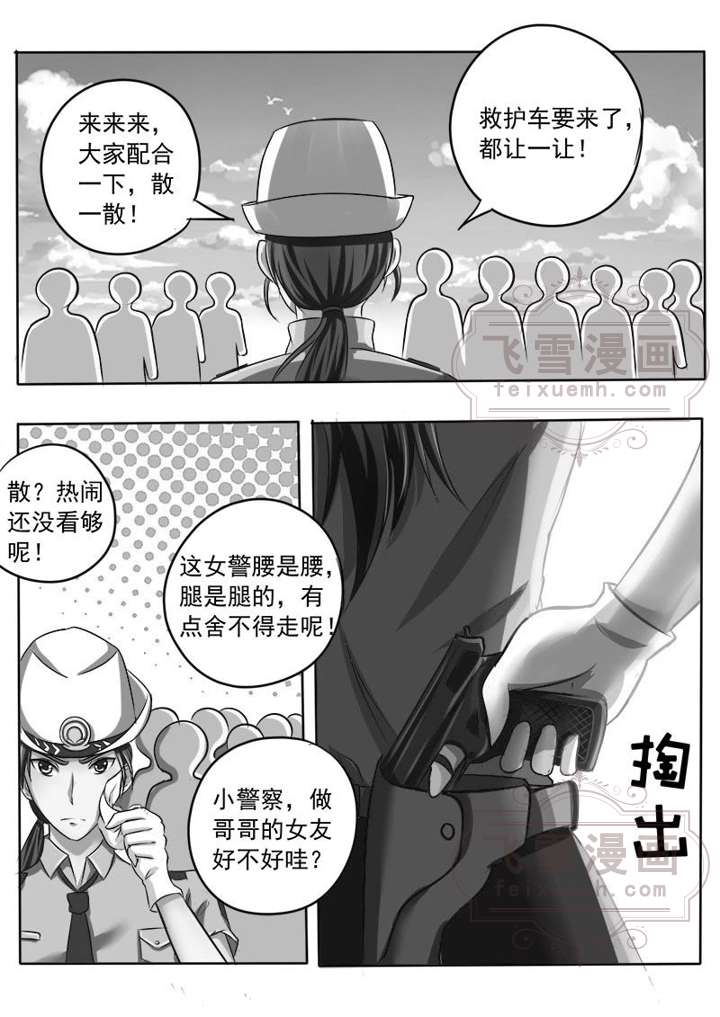 来来来，
大家配合
一下，散
一散！
救护车要来了，
都让一让！
飞雪漫画
feixuemh.com
散？热闹
还没看够
呢！
这女警腰是腰，
腿是腿的，有
点舍不得走呢！
小警察，做
哥哥的女友
好不好哇？
掏出
飞雪漫画
feixuemh.com